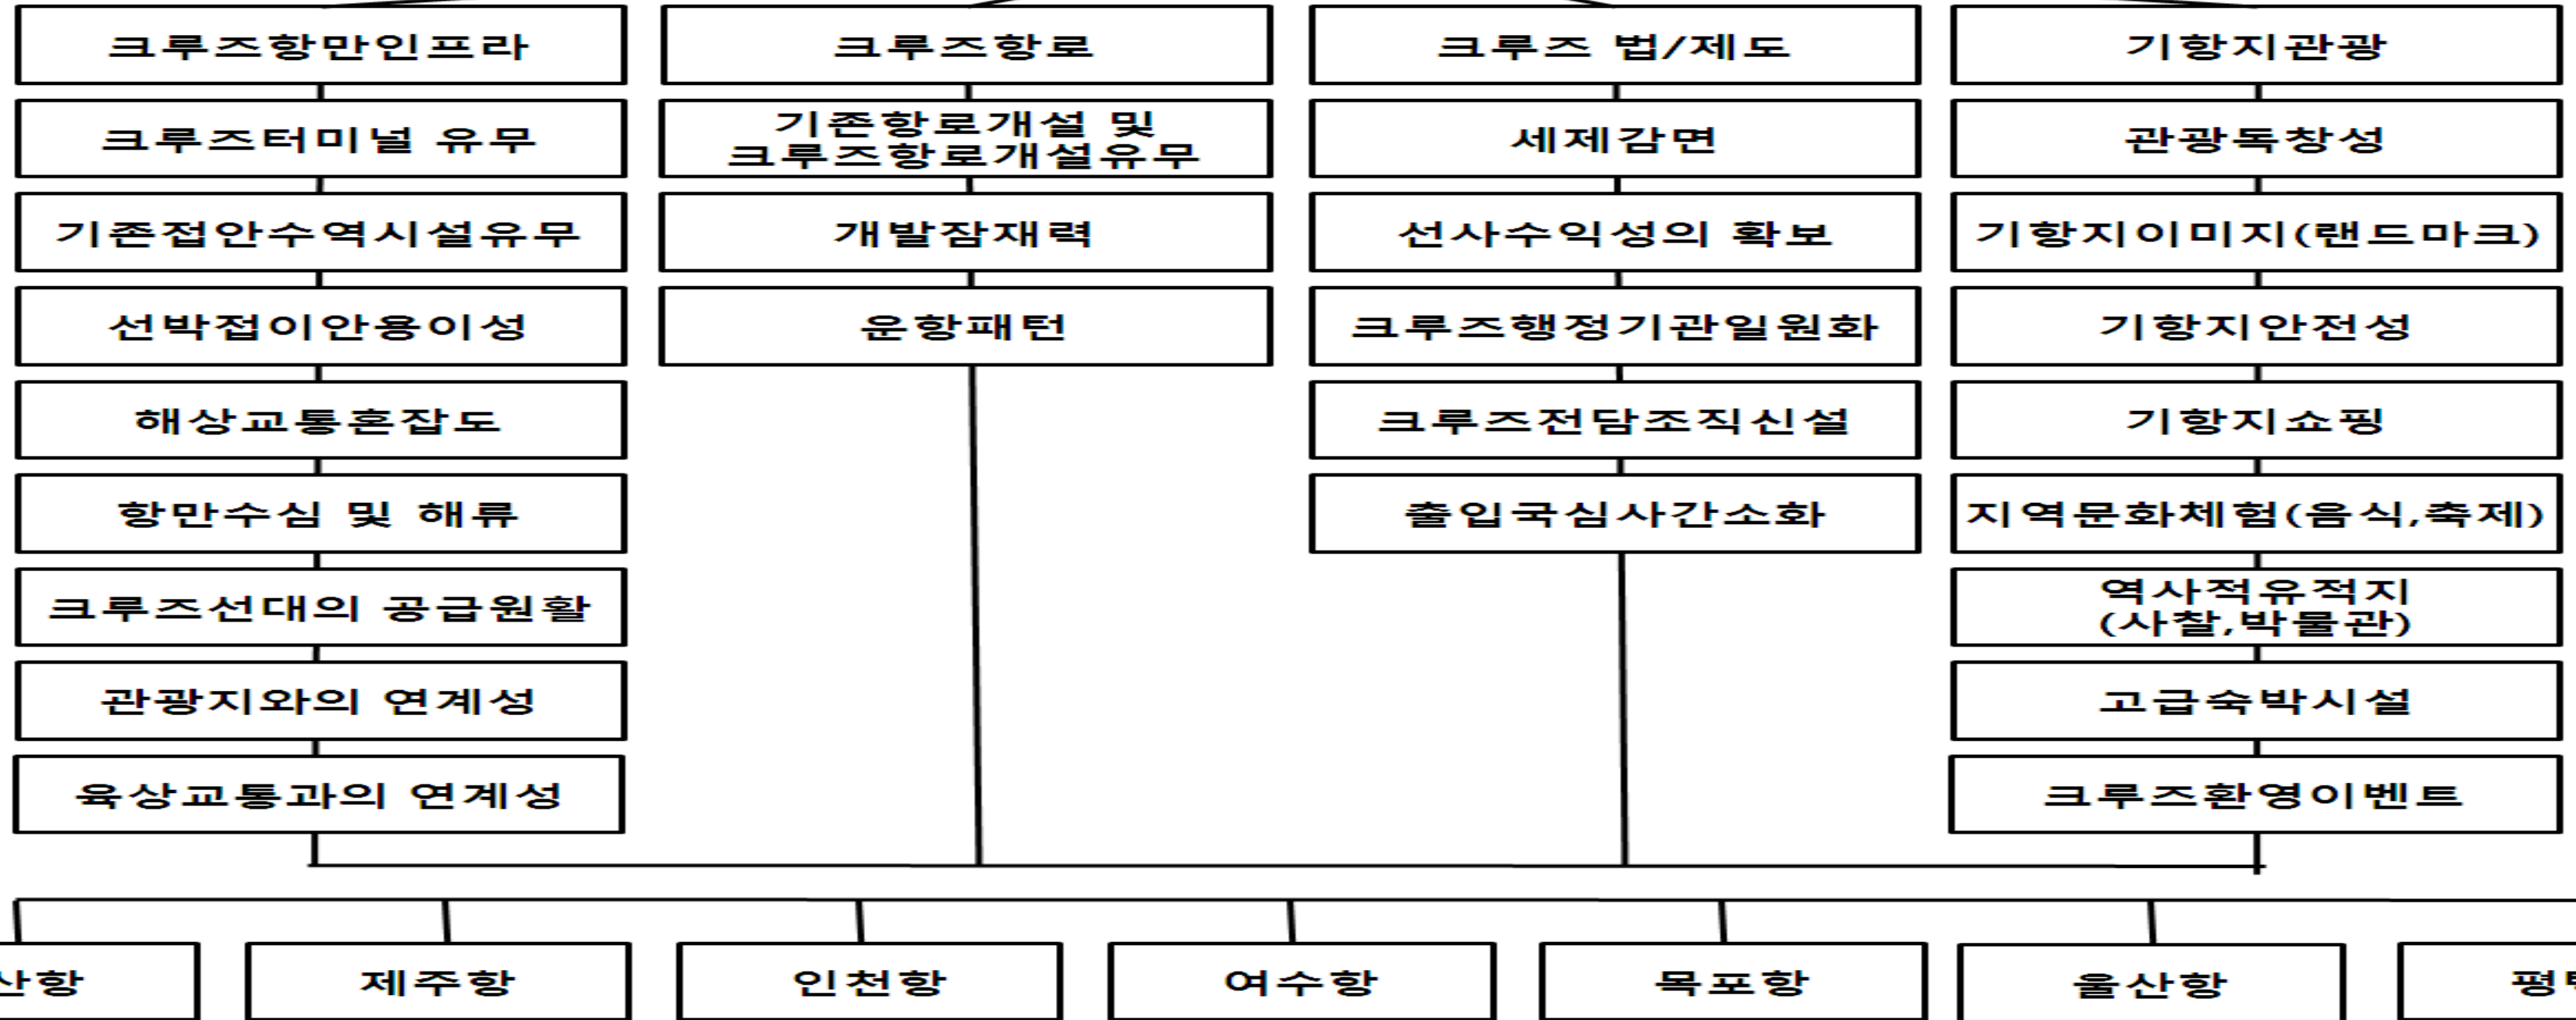 크루즈항만인프라
크루즈터미널 유무
기존접안수역시설유무
선박접이안용이성
해상교통혼잡도
항만수심 및 해류
크루즈선대의 공급원활
관광지와의 연계성
육상교통과의 연계성
크루즈항로
기존항로개설 및
크루즈항로개설유무
개발잠재력
운항패턴
크루즈 법/제도
세제감면
선사수익성의 확보
크루즈행정기관일원화
크루즈전담조직신설
출입국심사간소화
기항지관광
관광독창성
기항지이미지(랜드마크)
기항지안전성
기항지쇼핑
지역문화체험(음식,축제)
역사적유적지
(사찰,박물관)
고급숙박시설
크루즈환영이벤트
산항
제주항
인천항
여수항
목포항
울산항
평